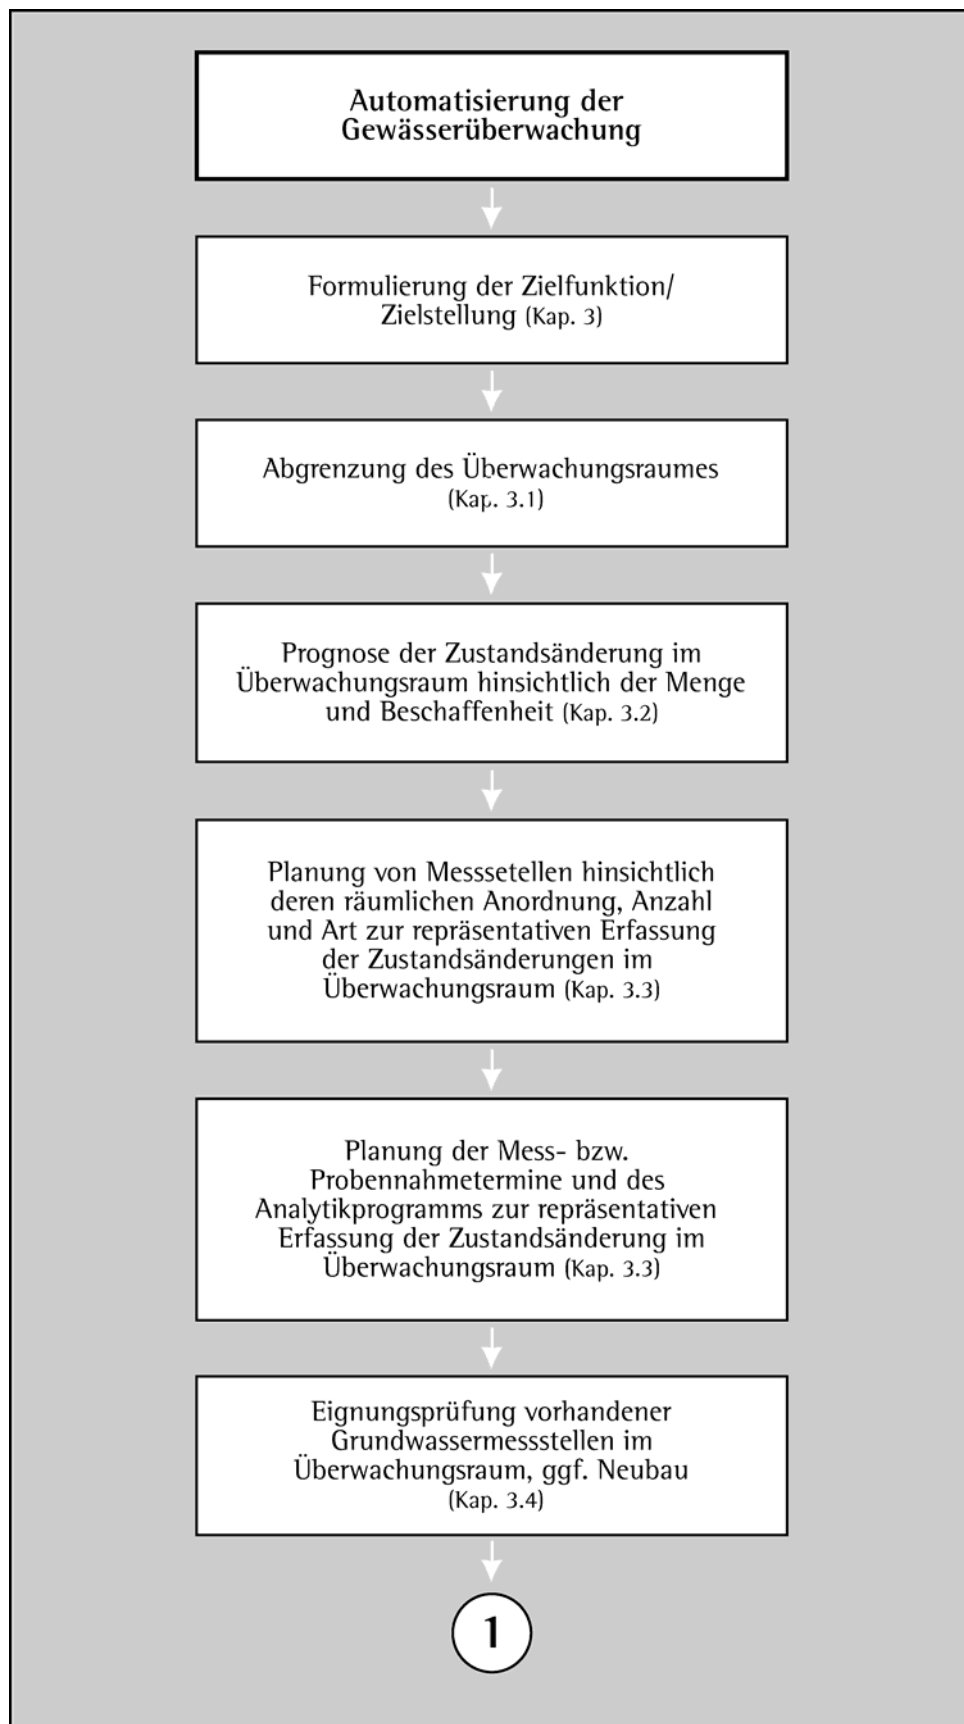 Automatisierung der
Gewässerüberwachung
Formulierung der Zielfunktion/
Zielstellung (Kap. 3)
Abgrenzung des Überwachungsraumes
(Kap. 3.1)
Prognose der Zustandsänderung im
Überwachungsraum hinsichtlich der Menge
und Beschaffenheit (Kap. 3.2)
Planung von Messsetellen hinsichtlich
deren räumlichen Anordnung, Anzahl
und Art zur repräsentativen Erfassung
der Zustandsänderungen im
Überwachungsraum (Kap. 3.3)
Planung der Mess- bzw.
Probennahmetermine und des
Analytikprogramms zur repräsentativen
Erfassung der Zustandsänderung im
Überwachungsraum (Kap. 3.3)
Eignungsprüfung vorhandener
Grundwassermessstellen im
Überwachungsraum, ggf. Neubau
(Kap. 3.4)
1